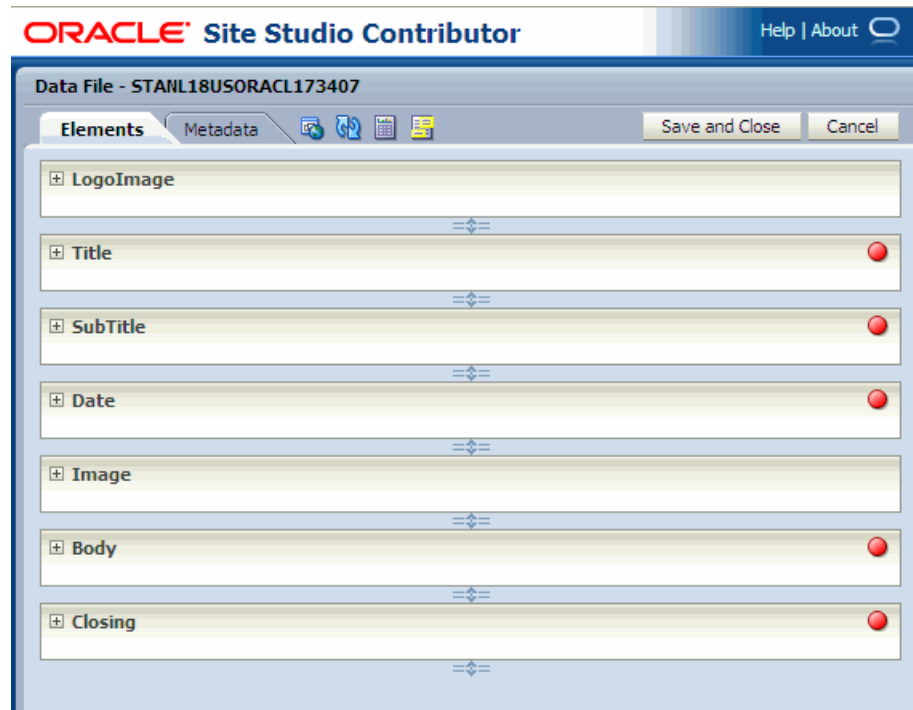 ORACLE Site Studio Contributor
Help | About
Data File - STANL18USORACL173407
Elements
Metadata
Save and Close
Cancel
LogoImage
Title
SubTitle
Date
Image
Body
Closing